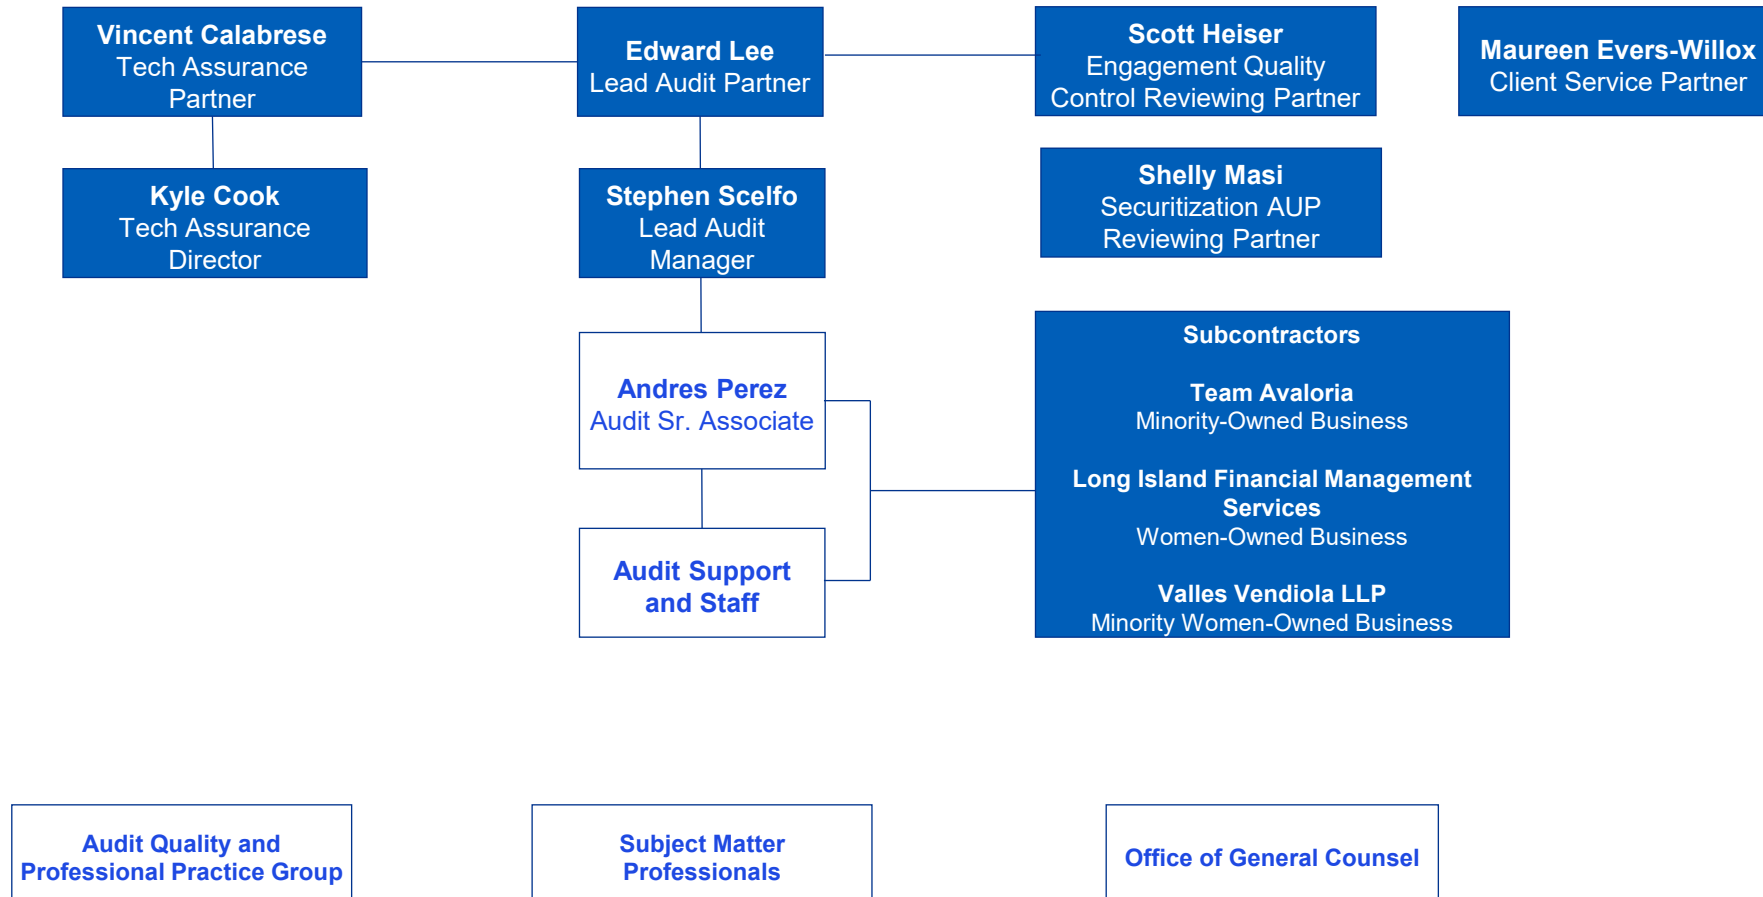 Vincent Calabrese
Tech Assurance
Partner
Edward Lee
Lead Audit Partner
Scott Heiser
Engagement Quality
Control Reviewing Partner
Maureen Evers-Willox
Client Service Partner
Kyle Cook
Tech Assurance
Director
Stephen Scelfo
Lead Audit
Manager
Shelly Masi
Securitization AUP
Reviewing Partner
Andres Perez
Audit Sr. Associate
Audit Support
and Staff
Subcontractors
Team Avaloria
Minority-Owned Business
Long Island Financial Management
Services
Women-Owned Business
Valles Vendiola LLP
Minority Women-Owned Business
Audit Quality and
Professional Practice Group
Subject Matter
Professionals
Office of General Counsel